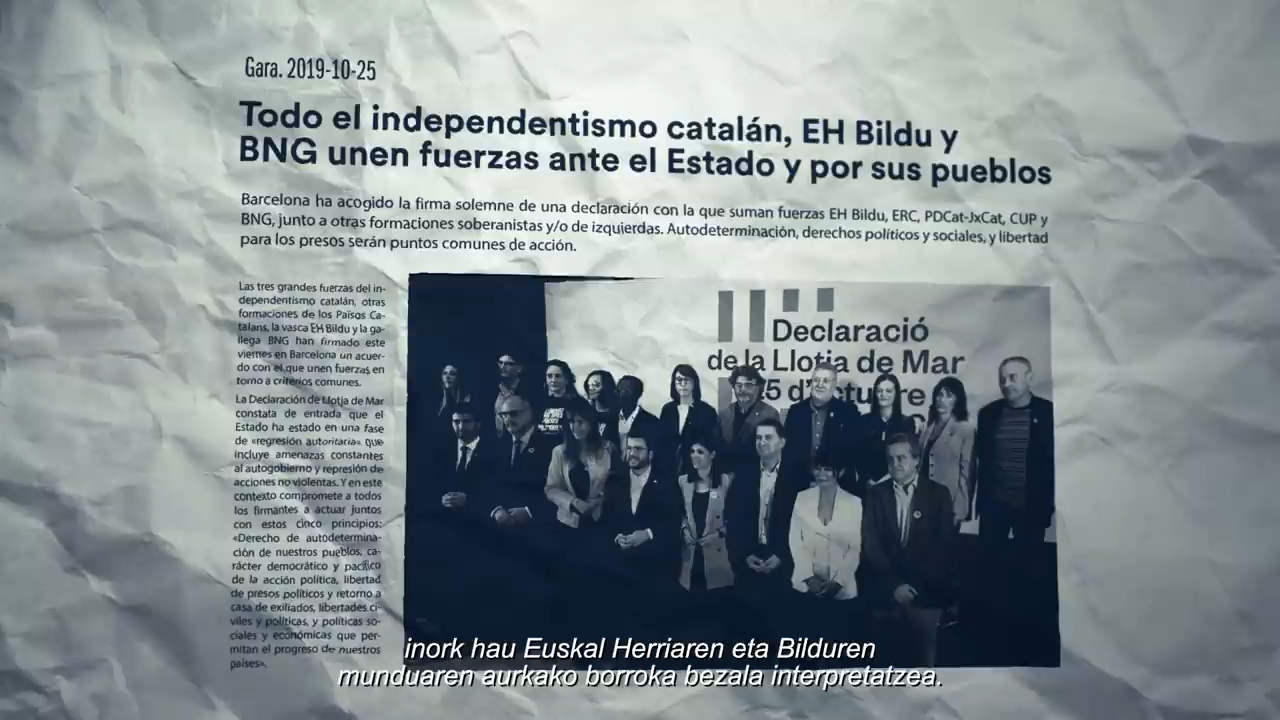 Gara. 2019-10-25
Todo el independentismo catalán, EH Bildu y
BNG unen fuerzas ante el Estado y por sus pueblos
Barcelona ha acogido la firma solemne de una declaración con la que suman fuerzas EH Bildu, ERC, PDCat-JxCat, CUP y
BNG, junto a otras formaciones soberanistas y/o de izquierdas. Autodeterminación, derechos políticos y sociales, y libertad
para los presos serán puntos comunes de acción.
Las tres grandes fuerzas del in-
dependentismo catalán, otras
formaciones de los Països Ca-
talans, la vasca EH Bildu y la ga-
llega BNG han firmado este
viernes en Barcelona un acuer-
do con el que unen fuerzas en
torno a criterios comunes.
La Declaración de Llotja de Mar
constata de entrada que el
Estado ha estado en una fase
de «regresión autoritaria» que
incluye amenazas constantes
al autogobierno y represión de
acciones no violentas. Y en este
contexto compromete a todos
los firmantes a actuar juntos
con estos cinco principios:
«Derecho de autodetermina-
ción de nuestros pueblos, ca-
rácter democrático y pacífico
de la acción política, libertad
de presos políticos y retorno a
casa de exiliados, libertades ci-
viles y políticas, y políticas so-
ciales y económicas que per-
mitan el progreso de nuestros
países».
Declaració
de la Llotja de Mar
inork hau Euskal Herriaren eta Bilduren
munduaren aurkako borroka bezala interpretatzea.